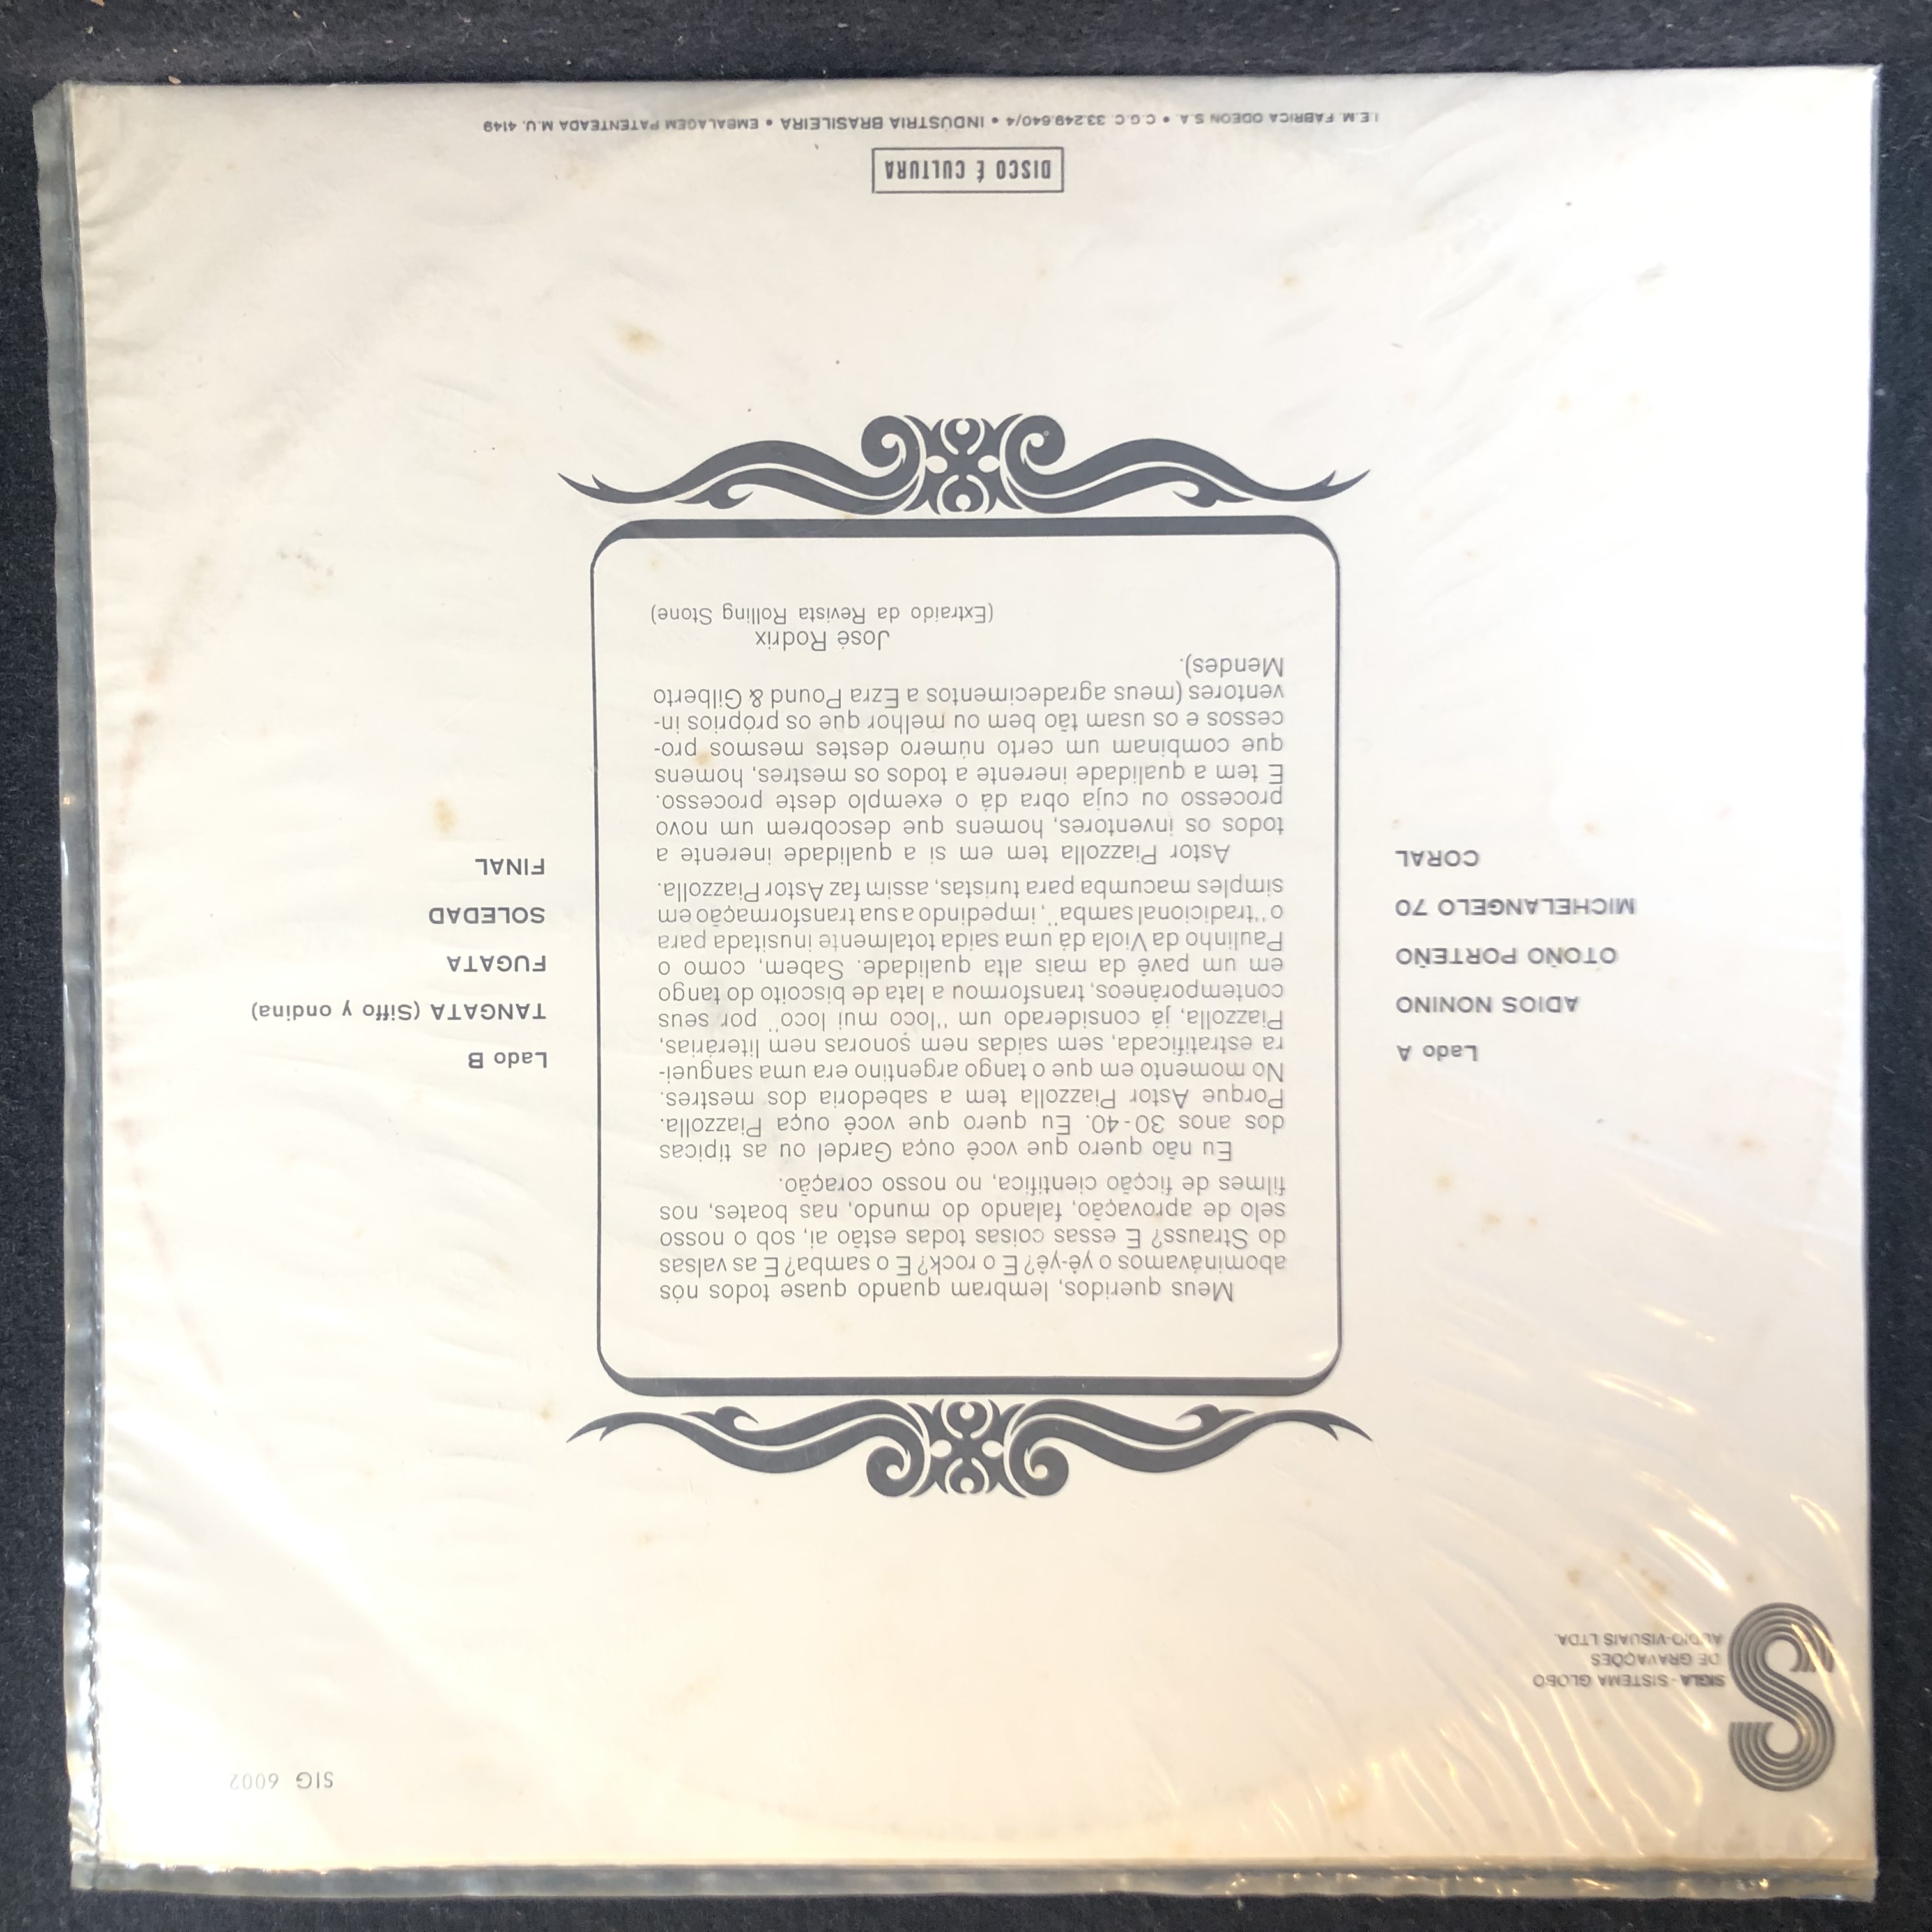 SIGLA - SISTEMA GLOBO
DE GRAVAÇÕES
AUDIO-VISUAIS LTDA.
SIG 6002
Lado A
ADIOS NONINO
OTOÑO PORTEÑO
MICHELANGELO 70
CORAL
Meus queridos, lembram quando quase todos nós
abominávamos o yê-yê? E o rock? E o samba? E as valsas
do Strauss? E essas coisas todas estão aí, sob o nosso
selo de aprovação, falando do mundo, nas boates, nos
filmes de ficção científica, no nosso coração.
Eu não quero que você ouça Gardel ou as tipicas
dos anos 30-40. Eu quero que você ouça Piazzolla.
Porque Astor Piazzolla tem a sabedoria dos mestres.
No momento em que o tango argentino era uma sanguei-
ra estratificada, sem saídas nem sonoras nem literárias,
Piazzolla, já considerado um "loco mui loco" por seus
contemporâneos, transformou a lata de biscoito do tango
em um pavê da mais alta qualidade. Sabem, como o
Paulinho da Viola dá uma saída totalmente inusitada para
o "tradicional samba", impedindo a sua transformação em
simples macumba para turistas, assim faz Astor Piazzolla.
Astor Piazzolla tem em si a qualidade inerente a
todos os inventores, homens que descobrem um novo
processo ou cuja obra dá o exemplo deste processo.
E tem a qualidade inerente a todos os mestres, homens
que combinam um certo número destes mesmos pro-
cessos e os usam tão bem ou melhor que os próprios in-
ventores (meus agradecimentos a Ezra Pound & Gilberto
Mendes).
José Rodrix
(Extraído da Revista Rolling Stone)
Lado B
TANGATA (Siffo y ondina)
FUGATA
SOLEDAD
FINAL
DISCO É CULTURA
I.E.M. FABRICA ODEON S.A. • C.G.C. 33.249.640/4 • INDÚSTRIA BRASILEIRA • EMBALAGEM PATENTEADA M.U. 4149